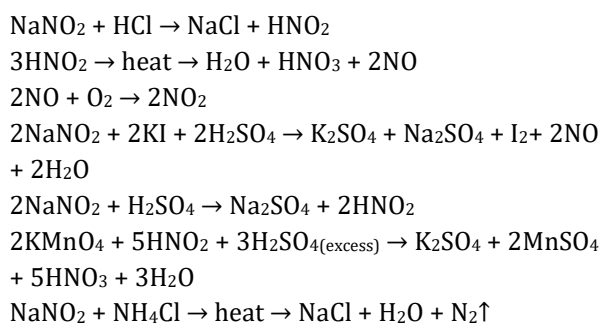 NaNO₂ + HCl → NaCl + HNO₂
3HNO₂ → heat → H₂O + HNO₃ + 2NO
2NO + O₂ → 2NO₂
2NaNO₂ + 2KI + 2H₂SO₄ → K₂SO₄ + Na₂SO₄ + I₂+ 2NO
+ 2H₂O
2NaNO₂ + H₂SO₄ → Na₂SO₄ + 2HNO₂
2KMnO₄ + 5HNO₂ + 3H₂SO₄₍ₑₓcₑₛₛ₎ → K₂SO₄ + 2MnSO₄
+ 5HNO₃ + 3H₂O
NaNO₂ + NH₄Cl → heat → NaCl + H₂O + N₂↑